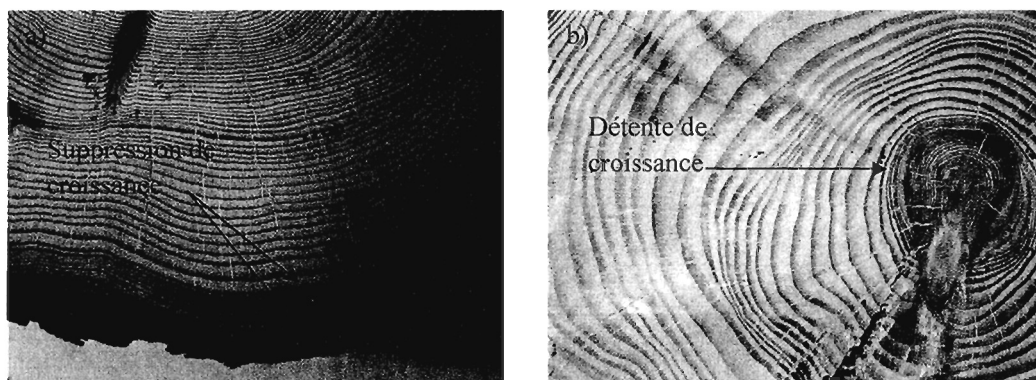 a)
Suppression de
croissance
b)
Détente de
croissance